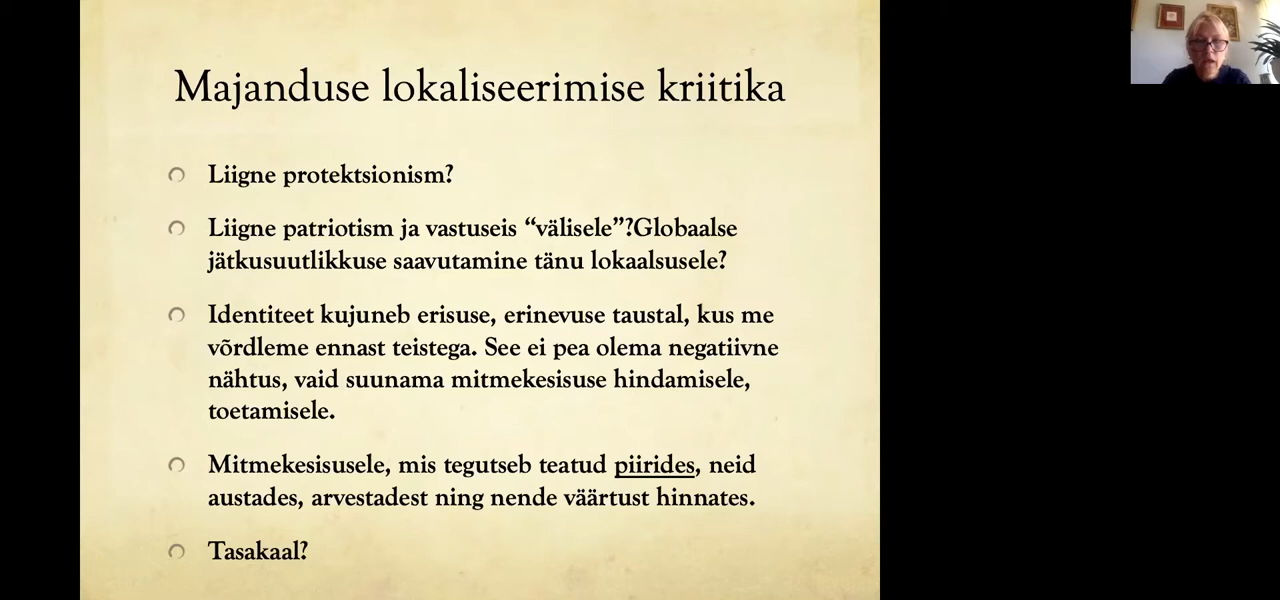 Majanduse lokaliseerimise kriitika
Liigne protektsionism?
Liigne patriotism ja vastuseis “välisele”?Globaalse
jätkusuutlikkuse saavutamine tänu lokaalsusele?
Identiteet kujuneb erisuse, erinevuse taustal, kus me
võrdleme ennast teistega. See ei pea olema negatiivne
nähtus, vaid suunama mitmekesisuse hindamisele,
toetamisele.
Mitmekesisusele, mis tegutseb teatud piirides, neid
austades, arvestadest ning nende väärtust hinnates.
Tasakaal?